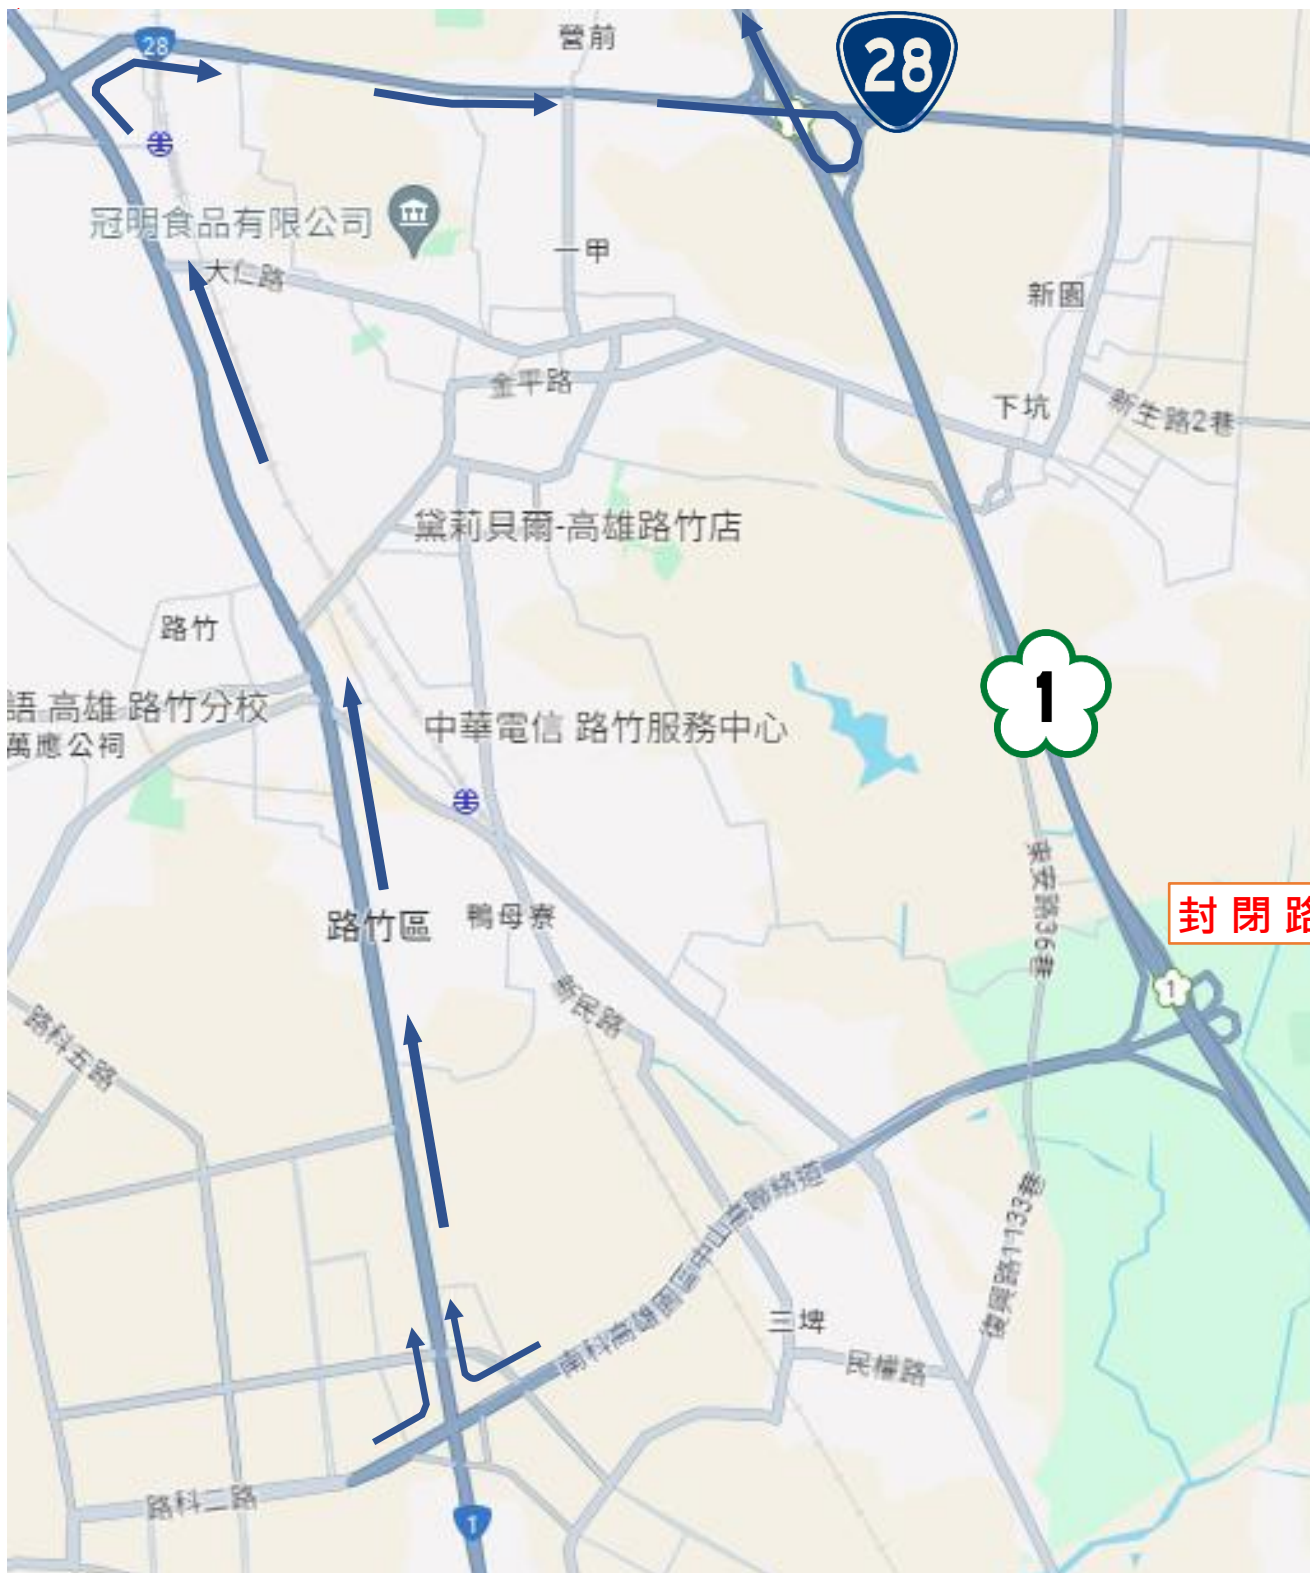 28
營前
28
冠明食品有限公司
大仁路
一甲
新園
金平路
下坑
新生路2巷
黛莉貝爾-高雄路竹店
路竹
1
語 高雄 路竹分校
萬應公祠
中華電信 路竹服務中心
東安路36巷
封閉路
路竹區
鴨母寮
1
新民路
路科五路
南科高雄園區中山高聯絡道
復興路1133巷
三埤
民權路
路科二路
1